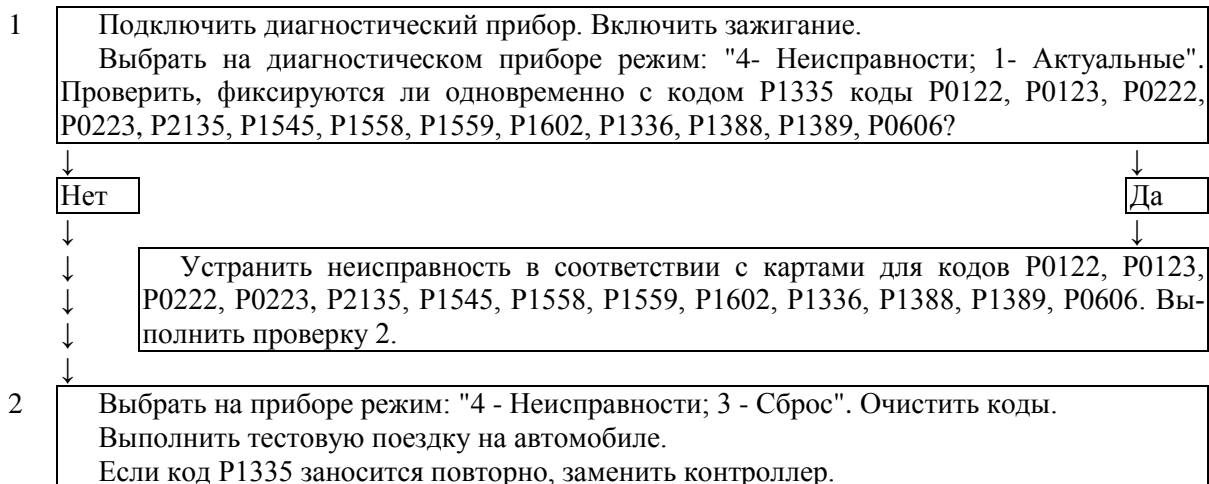 1 Подключить диагностический прибор. Включить зажигание.
Выбрать на диагностическом приборе режим: "4- Неисправности; 1- Актуальные".
Проверить, фиксируются ли одновременно с кодом P1335 коды P0122, P0123, P0222,
P0223, P2135, P1545, P1558, P1559, P1602, P1336, P1388, P1389, P0606?
↓ ↓
Нет Да
↓ ↓
↓ Устранить неисправность в соответствии с картами для кодов P0122, P0123,
↓ P0222, P0223, P2135, P1545, P1558, P1559, P1602, P1336, P1388, P1389, P0606. Вы-
↓ полнить проверку 2.
↓
2 Выбрать на приборе режим: "4 - Неисправности; 3 - Сброс". Очистить коды.
Выполнить тестовую поездку на автомобиле.
Если код P1335 заносится повторно, заменить контроллер.